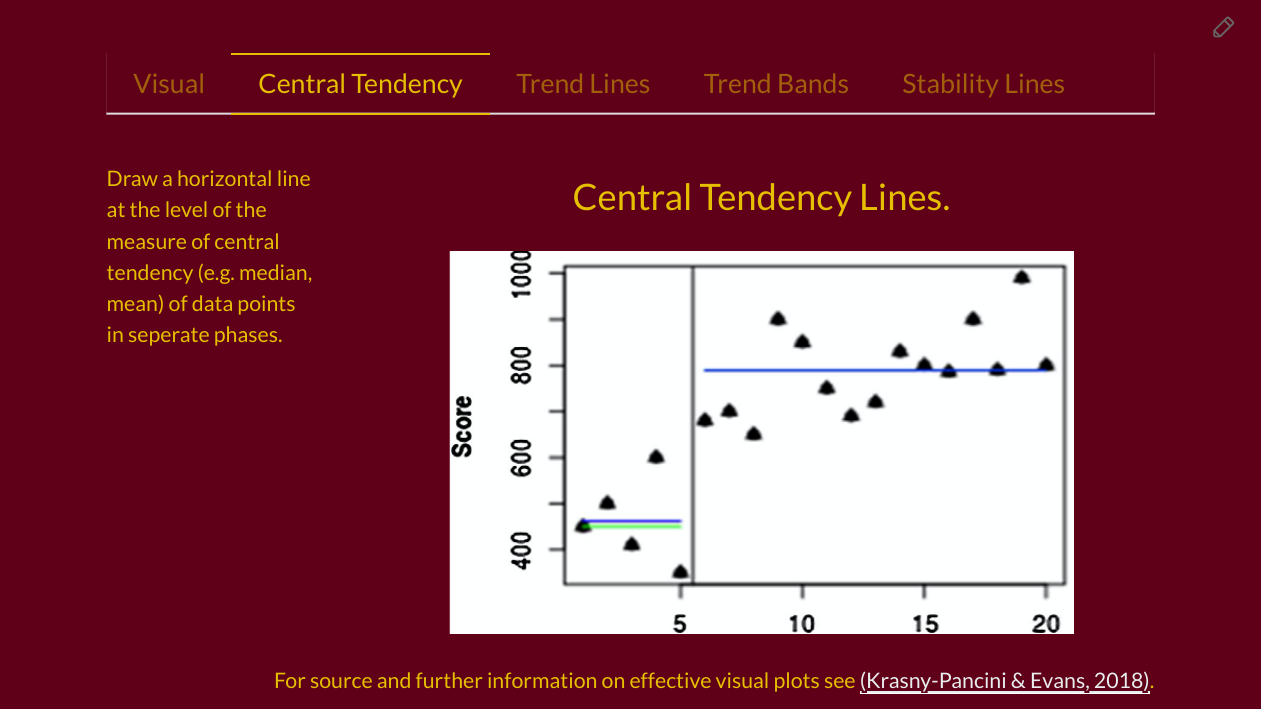 Visual
Central Tendency
Trend Lines
Trend Bands
Stability Lines
Draw a horizontal line
at the level of the
measure of central
tendency (e.g. median,
mean) of data points
in seperate phases.
Central Tendency Lines.
1000
800
600
400
Score
5 10 15 20
For source and further information on effective visual plots see (Krasny-Pancini & Evans, 2018).